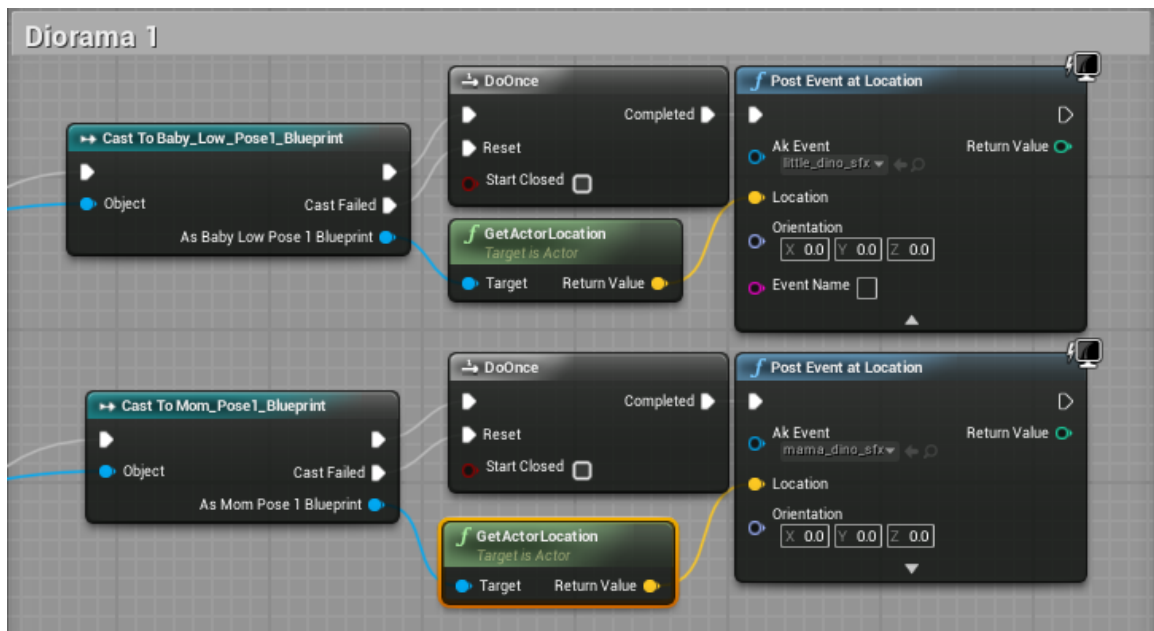 Diorama 1
Cast To Baby_Low_Pose1_Blueprint
Object
Cast Failed
As Baby Low Pose 1 Blueprint
DoOnce
Completed
Reset
Start Closed
GetActorLocation
Target is Actor
Target Return Value
Post Event at Location
Ak Event Return Value
little_dino_sfx
Location
Orientation
X 0.0 Y 0.0 Z 0.0
Event Name
Cast To Mom_Pose1_Blueprint
Object
Cast Failed
As Mom Pose 1 Blueprint
DoOnce
Completed
Reset
Start Closed
GetActorLocation
Target is Actor
Target Return Value
Post Event at Location
Ak Event Return Value
mama_dino_sfx
Location
Orientation
X 0.0 Y 0.0 Z 0.0